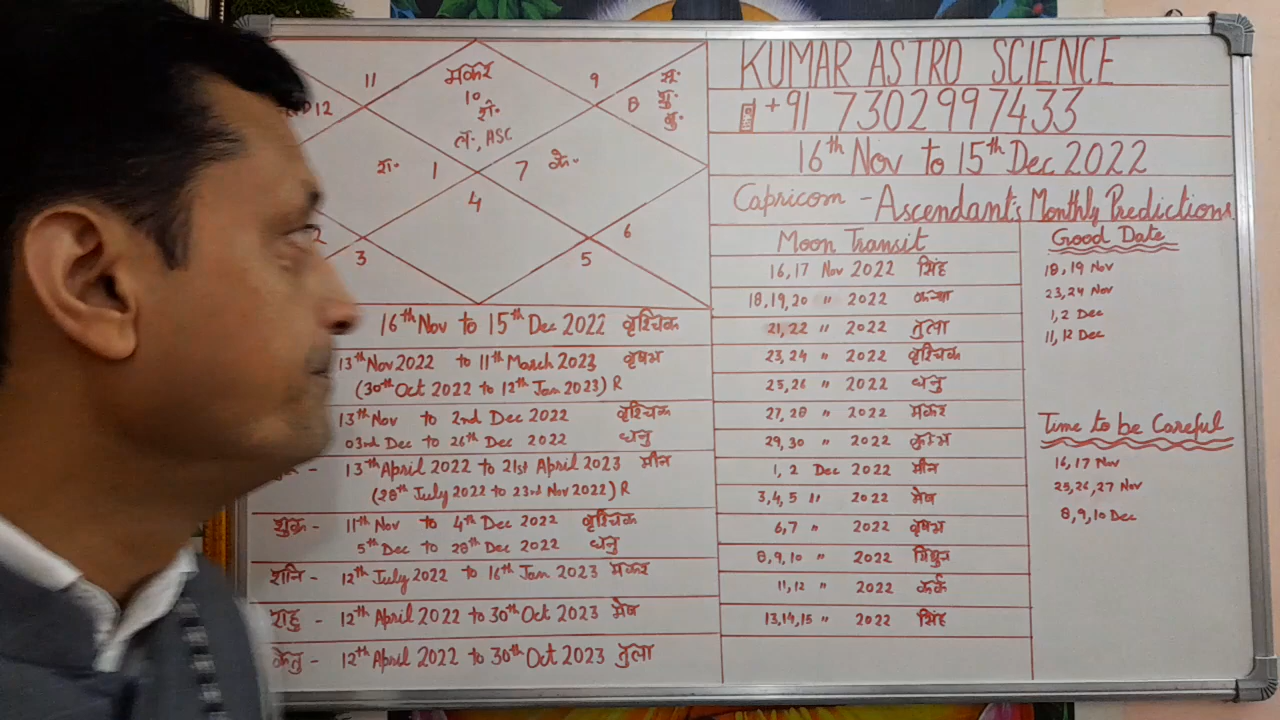 11
मकर
10
श॰
ल॰, ASC
9
सू॰
8 शु॰
बु॰
12
रा॰ 1
7 के॰
4
2
3
5
6
16th Nov to 15th Dec 2022 वृश्चिक
13th Nov 2022 to 11th March 2023 वृषभ
(30th Oct 2022 to 12th Jan 2023) R
13th Nov to 2nd Dec 2022 वृश्चिक
03rd Dec to 26th Dec 2022 धनु
- 13th April 2022 to 21st April 2023 मीन
(28th July 2022 to 23rd Nov 2022) R
शुक्र - 11th Nov to 4th Dec 2022 वृश्चिक
5th Dec to 28th Dec 2022 धनु
शनि - 12th July 2022 to 16th Jan 2023 मकर
राहु - 12th April 2022 to 30th Oct 2023 मेष
केतु - 12th April 2022 to 30th Oct 2023 तुला
KUMAR ASTRO SCIENCE
+91 7302997433
16th Nov to 15th Dec 2022
Capricorn - Ascendant's Monthly Predictions
Moon Transit
16, 17 Nov 2022 सिंह
18, 19, 20 " 2022 कन्या
21, 22 " 2022 तुला
23, 24 " 2022 वृश्चिक
25, 26 " 2022 धनु
27, 28 " 2022 मकर
29, 30 " 2022 कुम्भ
1, 2 Dec 2022 मीन
3, 4, 5 " 2022 मेष
6, 7 " 2022 वृषभ
8, 9, 10 " 2022 मिथुन
11, 12 " 2022 कर्क
13, 14, 15 " 2022 सिंह
Good Date
18, 19 Nov
23, 24 Nov
1, 2 Dec
11, 12 Dec
Time to be Careful
16, 17 Nov
25, 26, 27 Nov
8, 9, 10 Dec